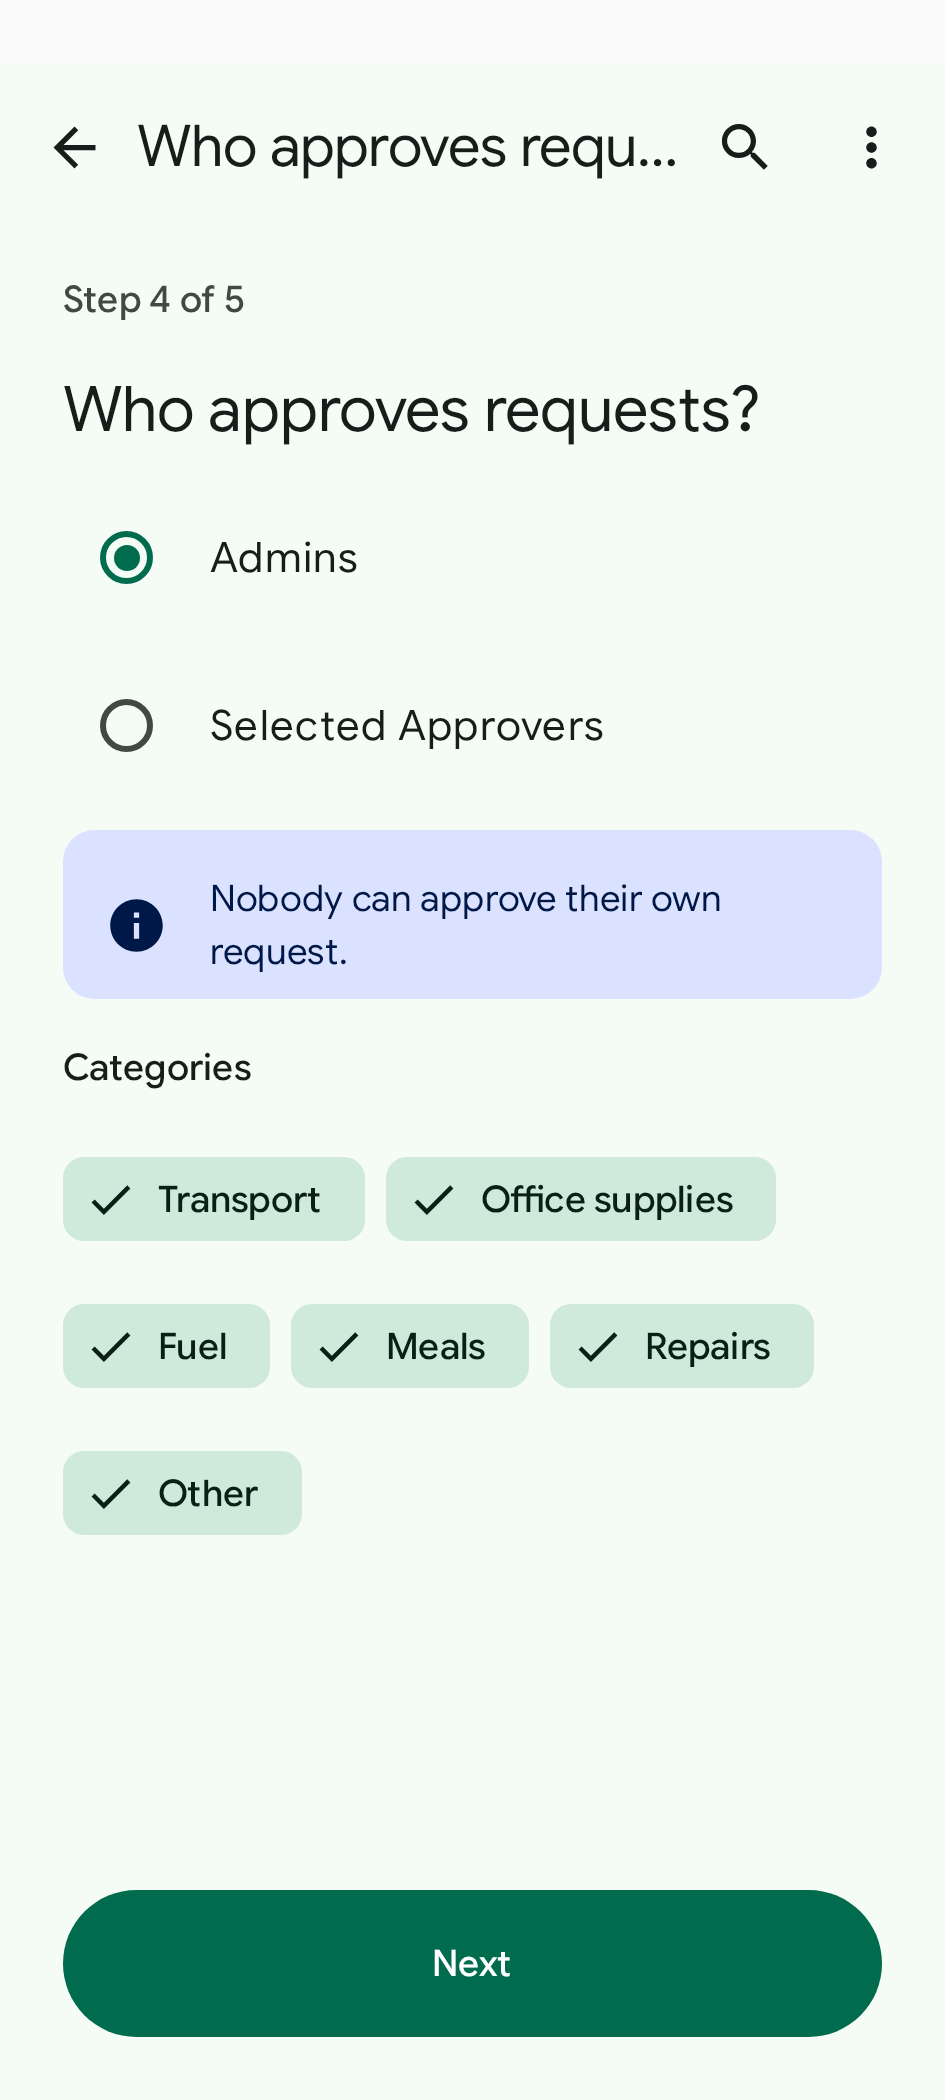 Who approves requ...
Step 4 of 5
Who approves requests?
Admins
Selected Approvers
Nobody can approve their own
request.
Categories
Transport
Office supplies
Fuel
Meals
Repairs
Other
Next